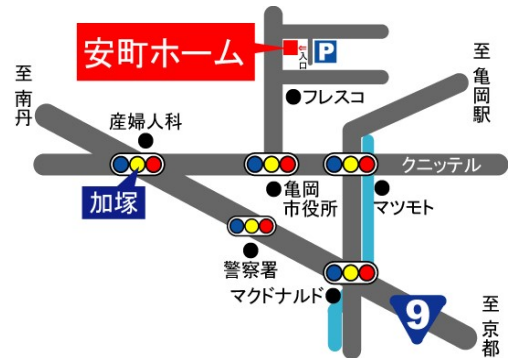 安町ホーム
入口
P
至亀岡駅
至南丹
フレスコ
産婦人科
クニッテル
加塚
亀岡
市役所
マツモト
警察署
マクドナルド
9
至京都